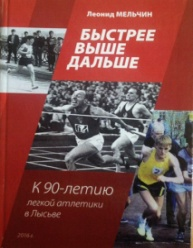 Леонид МЕЛЬЧИН
БЫСТРЕЕ
ВЫШЕ
ДАЛЬШЕ
К 90-летию
легкой атлетики
в Лысьве